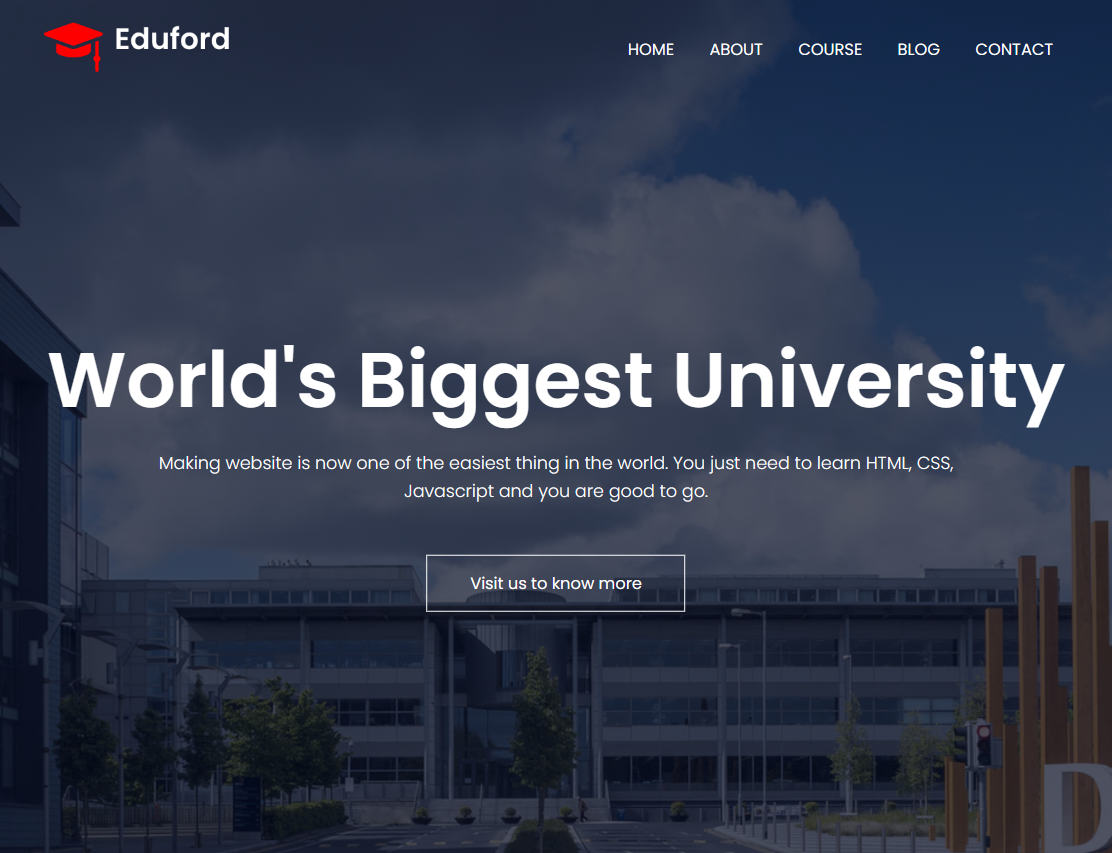 Eduford
HOME ABOUT COURSE BLOG CONTACT
World's Biggest University
Making website is now one of the easiest thing in the world. You just need to learn HTML, CSS,
Javascript and you are good to go.
Visit us to know more
D